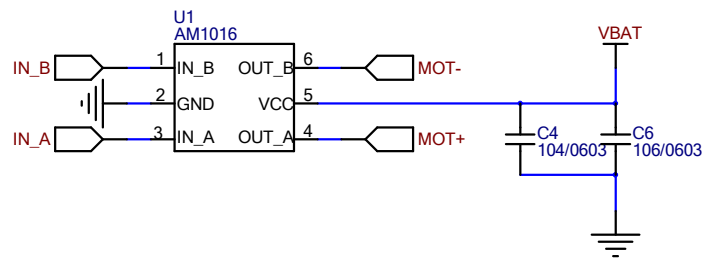 U1
AM1016
VBAT
IN_B
1
IN_B
OUT_B
6
MOT-
2
GND
VCC
5
IN_A
3
IN_A
OUT_A
4
MOT+
C4
104/0603
C6
106/0603